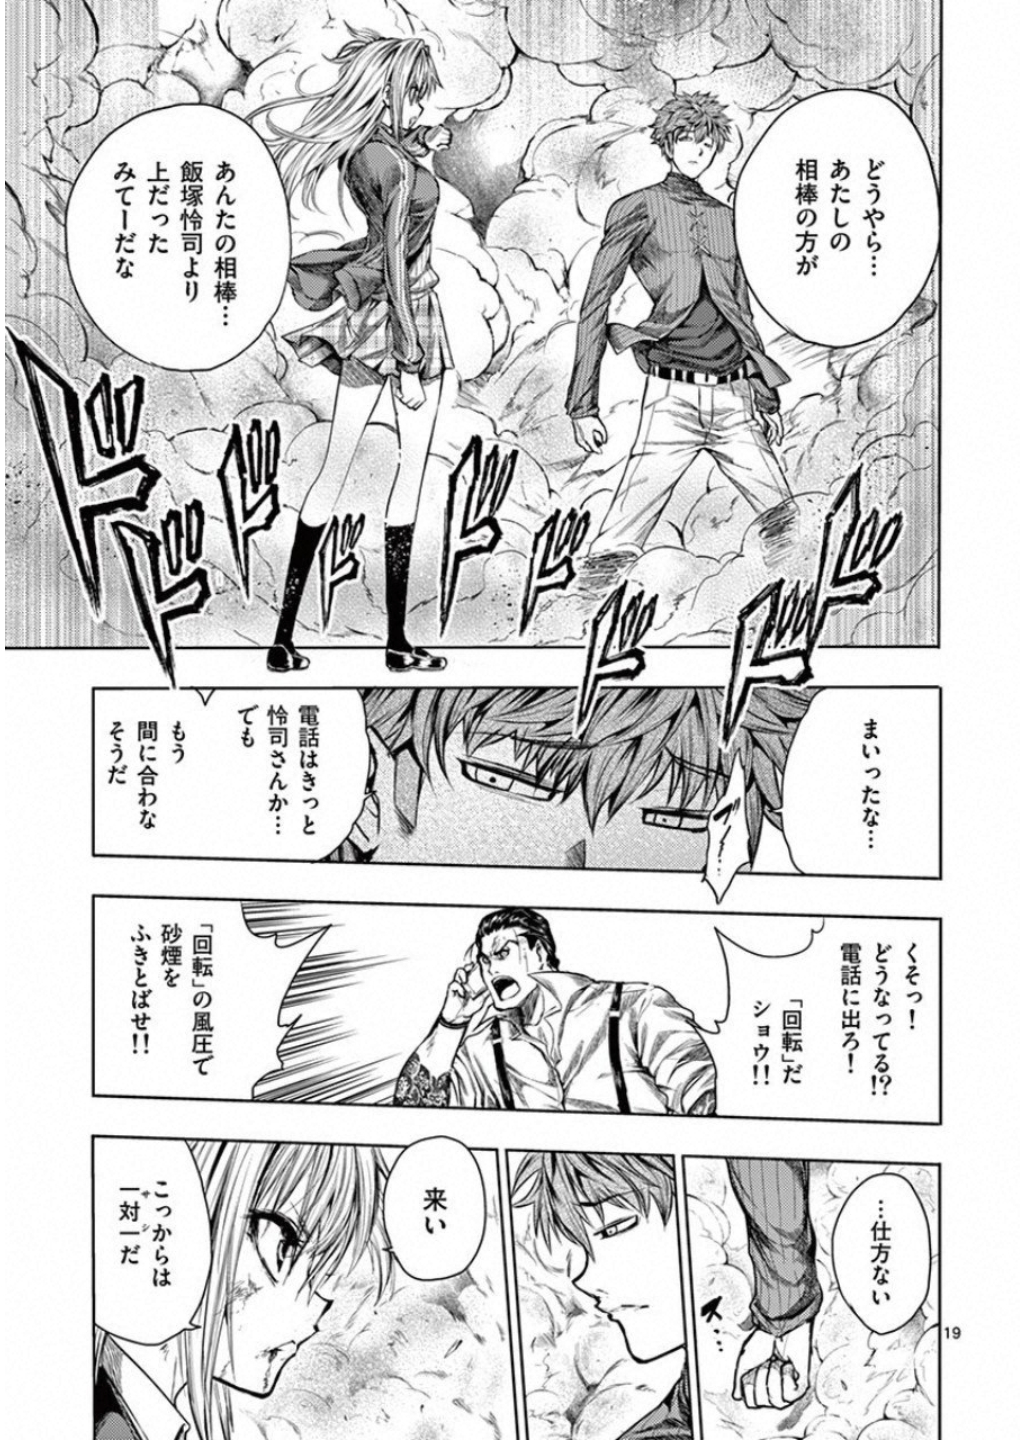 どうやら…
あたしの
相棒の方が
あんたの相棒…
飯塚怜司より
上だった
みてーだな
ドドドドドドドドド
まいったな…
電話はきっと
怜司さんか…
でも
もう
間に合わな
そうだ
くそっ!
どうなってる!?
電話に出ろ!
「回転」だ
ショウ!!
「回転」の風圧で
砂煙を
ふきとばせ!!
…仕方ない
ス…
来い
こっからは
一対一だ
サシ
19